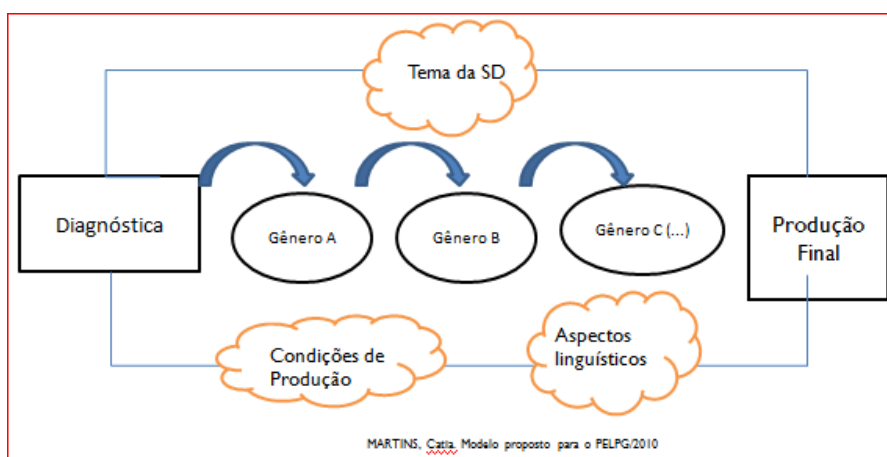 Tema da SD
Diagnóstica
Gênero A
Gênero B
Gênero C (...)
Produção
Final
Condições de
Produção
Aspectos
linguísticos
MARTINS, Catia. Modelo proposto para o PELPG/2010